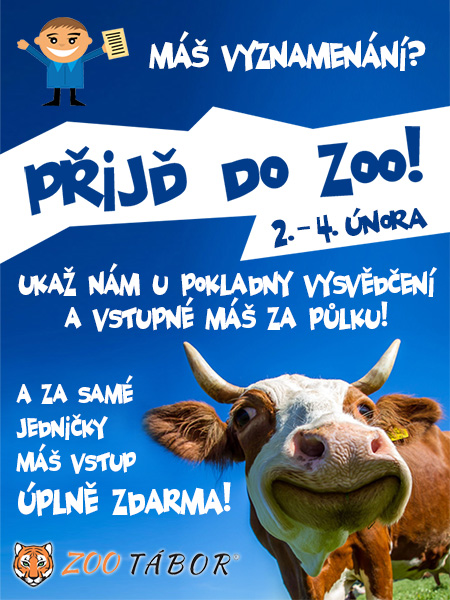 MÁŠ VYZNAMENÁNÍ?
PŘIJĎ DO ZOO!
2. – 4. ÚNORA
UKAŽ NÁM U POKLADNY VYSVĚDČENÍ
A VSTUPNÉ MÁŠ ZA PŮLKU!
A ZA SAMÉ
JEDNIČKY
MÁŠ VSTUP
ÚPLNĚ ZDARMA!
ZOO TÁBOR